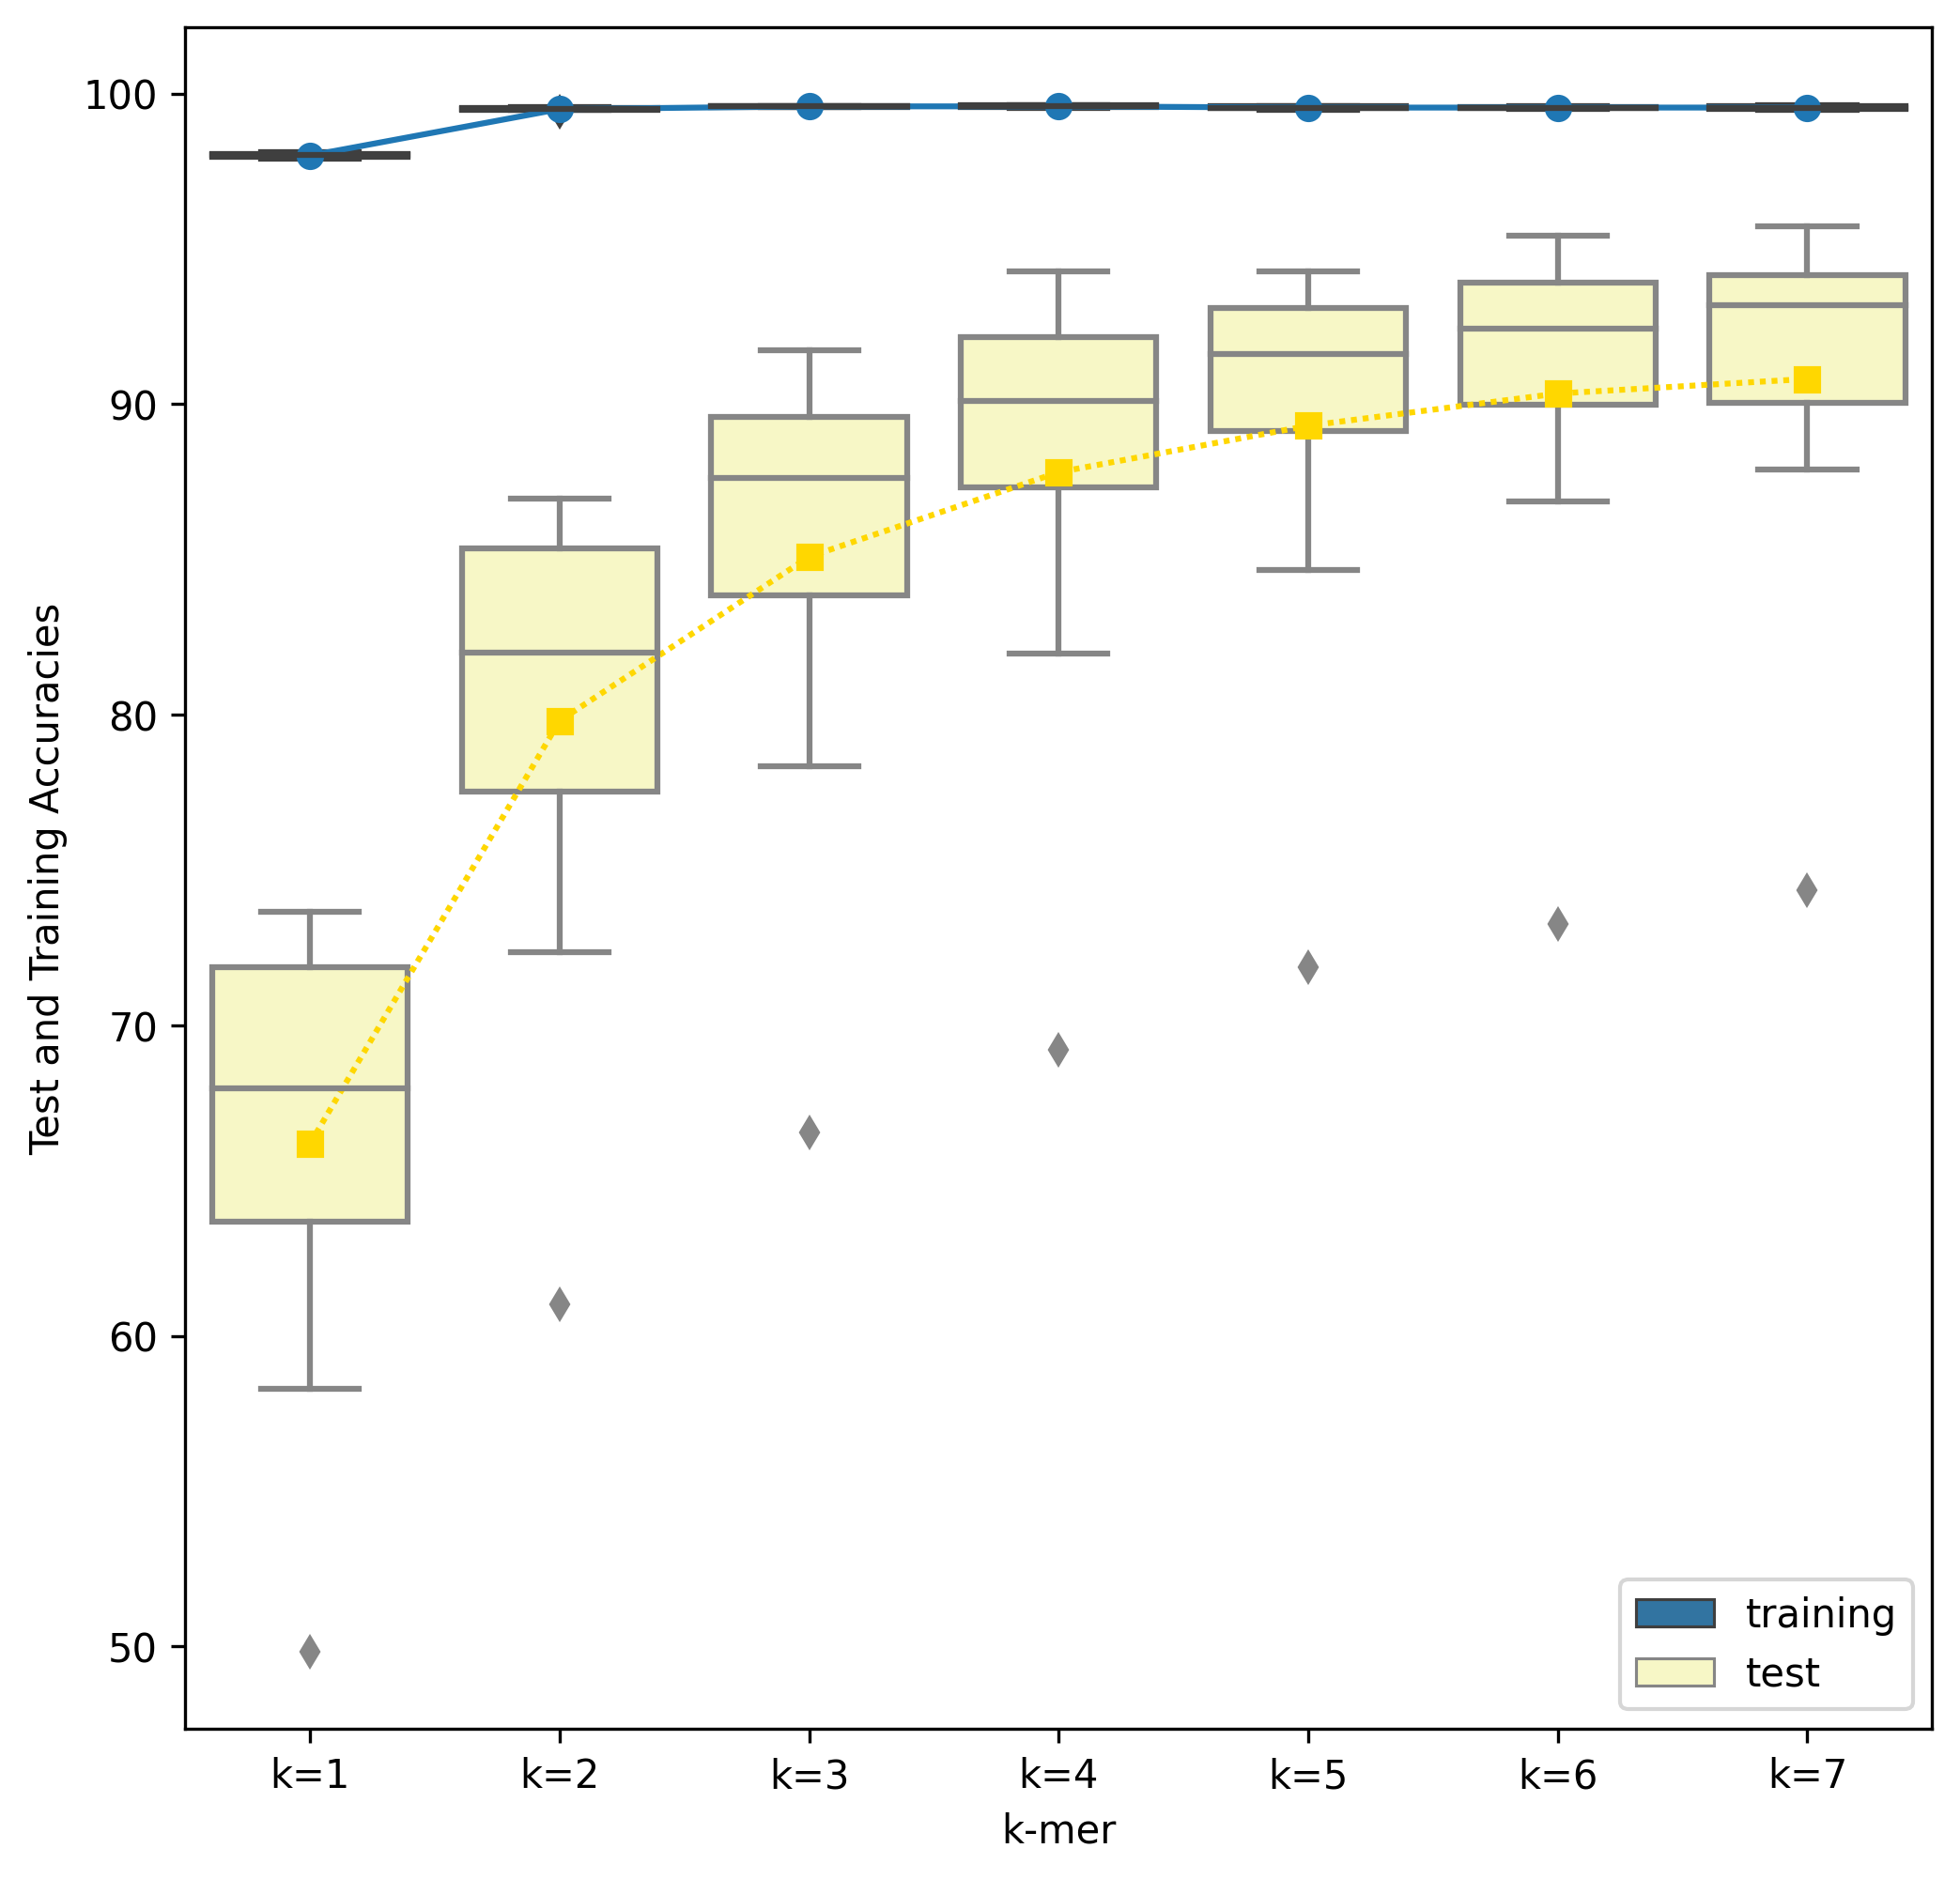 Test and Training Accuracies
100
90
80
70
60
50
k=1 k=2 k=3 k=4 k=5 k=6 k=7
k-mer
training
test